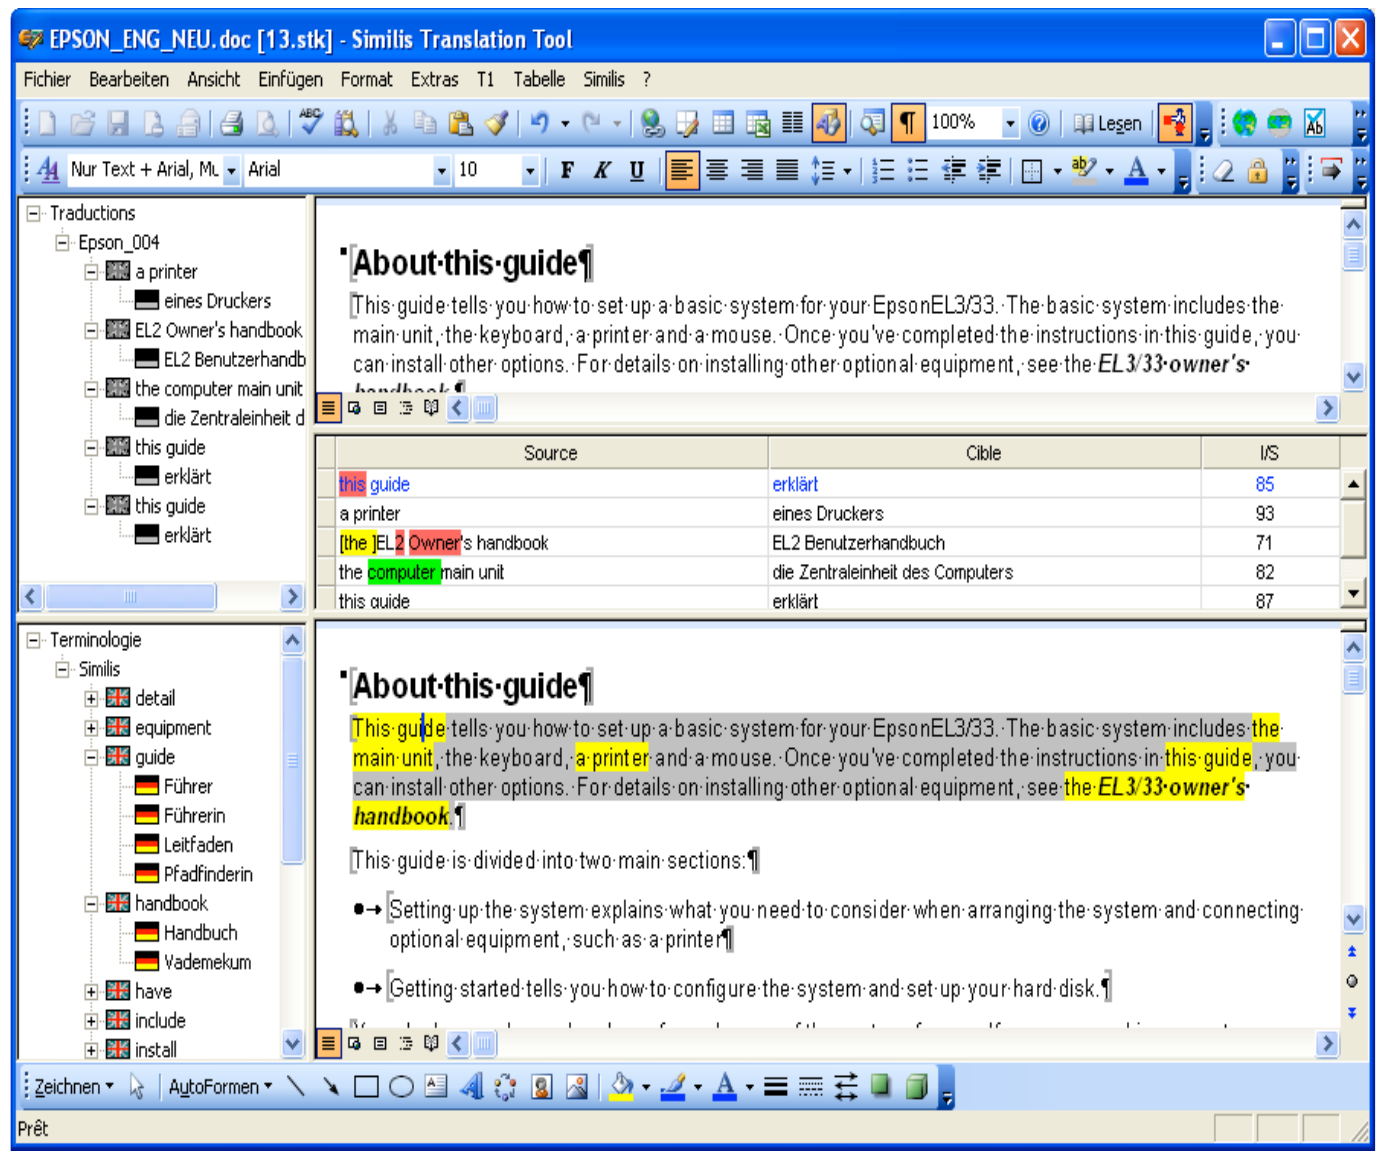 EPSON_ENG_NEU.doc [13.stk] - Similis Translation Tool
Fichier Bearbeiten Ansicht Einfügen Format Extras T1 Tabelle Similis ?
ABC 100% Lesen Ab
Nur Text + Arial, Mu Arial 10 F K U ab A
Traductions
Epson_004
a printer
eines Druckers
EL2 Owner's handbook
EL2 Benutzerhandb
the computer main unit
die Zentraleinheit d
this guide
erklärt
this guide
erklärt
About·this·guide¶
This·guide·tells·you·how·to·set·up·a·basic·system·for·your·EpsonEL3/33.·The·basic·system·includes·the·
main·unit,·the·keyboard,·a·printer·and·a·mouse.·Once·you've·completed·the·instructions·in·this·guide,·you·
can·install·other·options.·For·details·on·installing·other·optional·equipment,·see·the·EL3/33·owner's·
handbook.¶
Source Cible I/S
this guide erklärt 85
a printer eines Druckers 93
[the ]EL2 Owner's handbook EL2 Benutzerhandbuch 71
the computer main unit die Zentraleinheit des Computers 82
this guide erklärt 87
Terminologie
Similis
detail
equipment
guide
Führer
Führerin
Leitfaden
Pfadfinderin
handbook
Handbuch
Vademekum
have
include
install
About·this·guide¶
This·guide·tells·you·how·to·set·up·a·basic·system·for·your·EpsonEL3/33.·The·basic·system·includes·the·
main·unit,·the·keyboard,·a·printer·and·a·mouse.·Once·you've·completed·the·instructions·in·this·guide,·you·
can·install·other·options.·For·details·on·installing·other·optional·equipment,·see·the·EL3/33·owner's·
handbook.¶
This·guide·is·divided·into·two·main·sections:¶
●→Setting·up·the·system·explains·what·you·need·to·consider·when·arranging·the·system·and·connecting·
optional·equipment,·such·as·a·printer¶
●→Getting·started·tells·you·how·to·configure·the·system·and·set·up·your·hard·disk.¶
Zeichnen AutoFormen A
Prêt